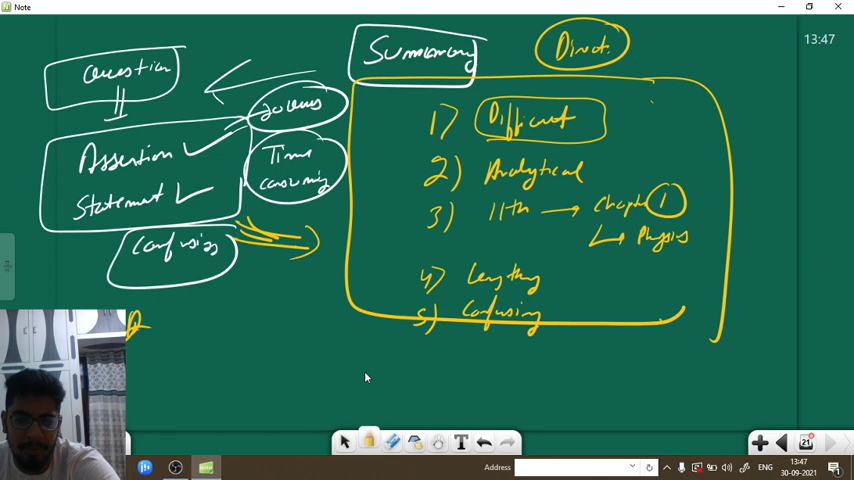 Note
13:47
Question
Assertion
Statement
Confusing
Time
consuming
Summary
Direct
1) Difficult
2) Analytical
3) 11th → Chapter 1
↳ Physics
4) Lengthy
5) Confusing
21
Address
ENG
13:47
30-09-2021